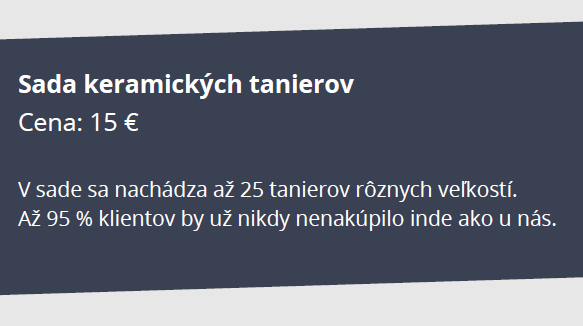 Sada keramických tanierov
Cena: 15 €
V sade sa nachádza až 25 tanierov rôznych veľkostí.
Až 95 % klientov by už nikdy nenakúpilo inde ako u nás.